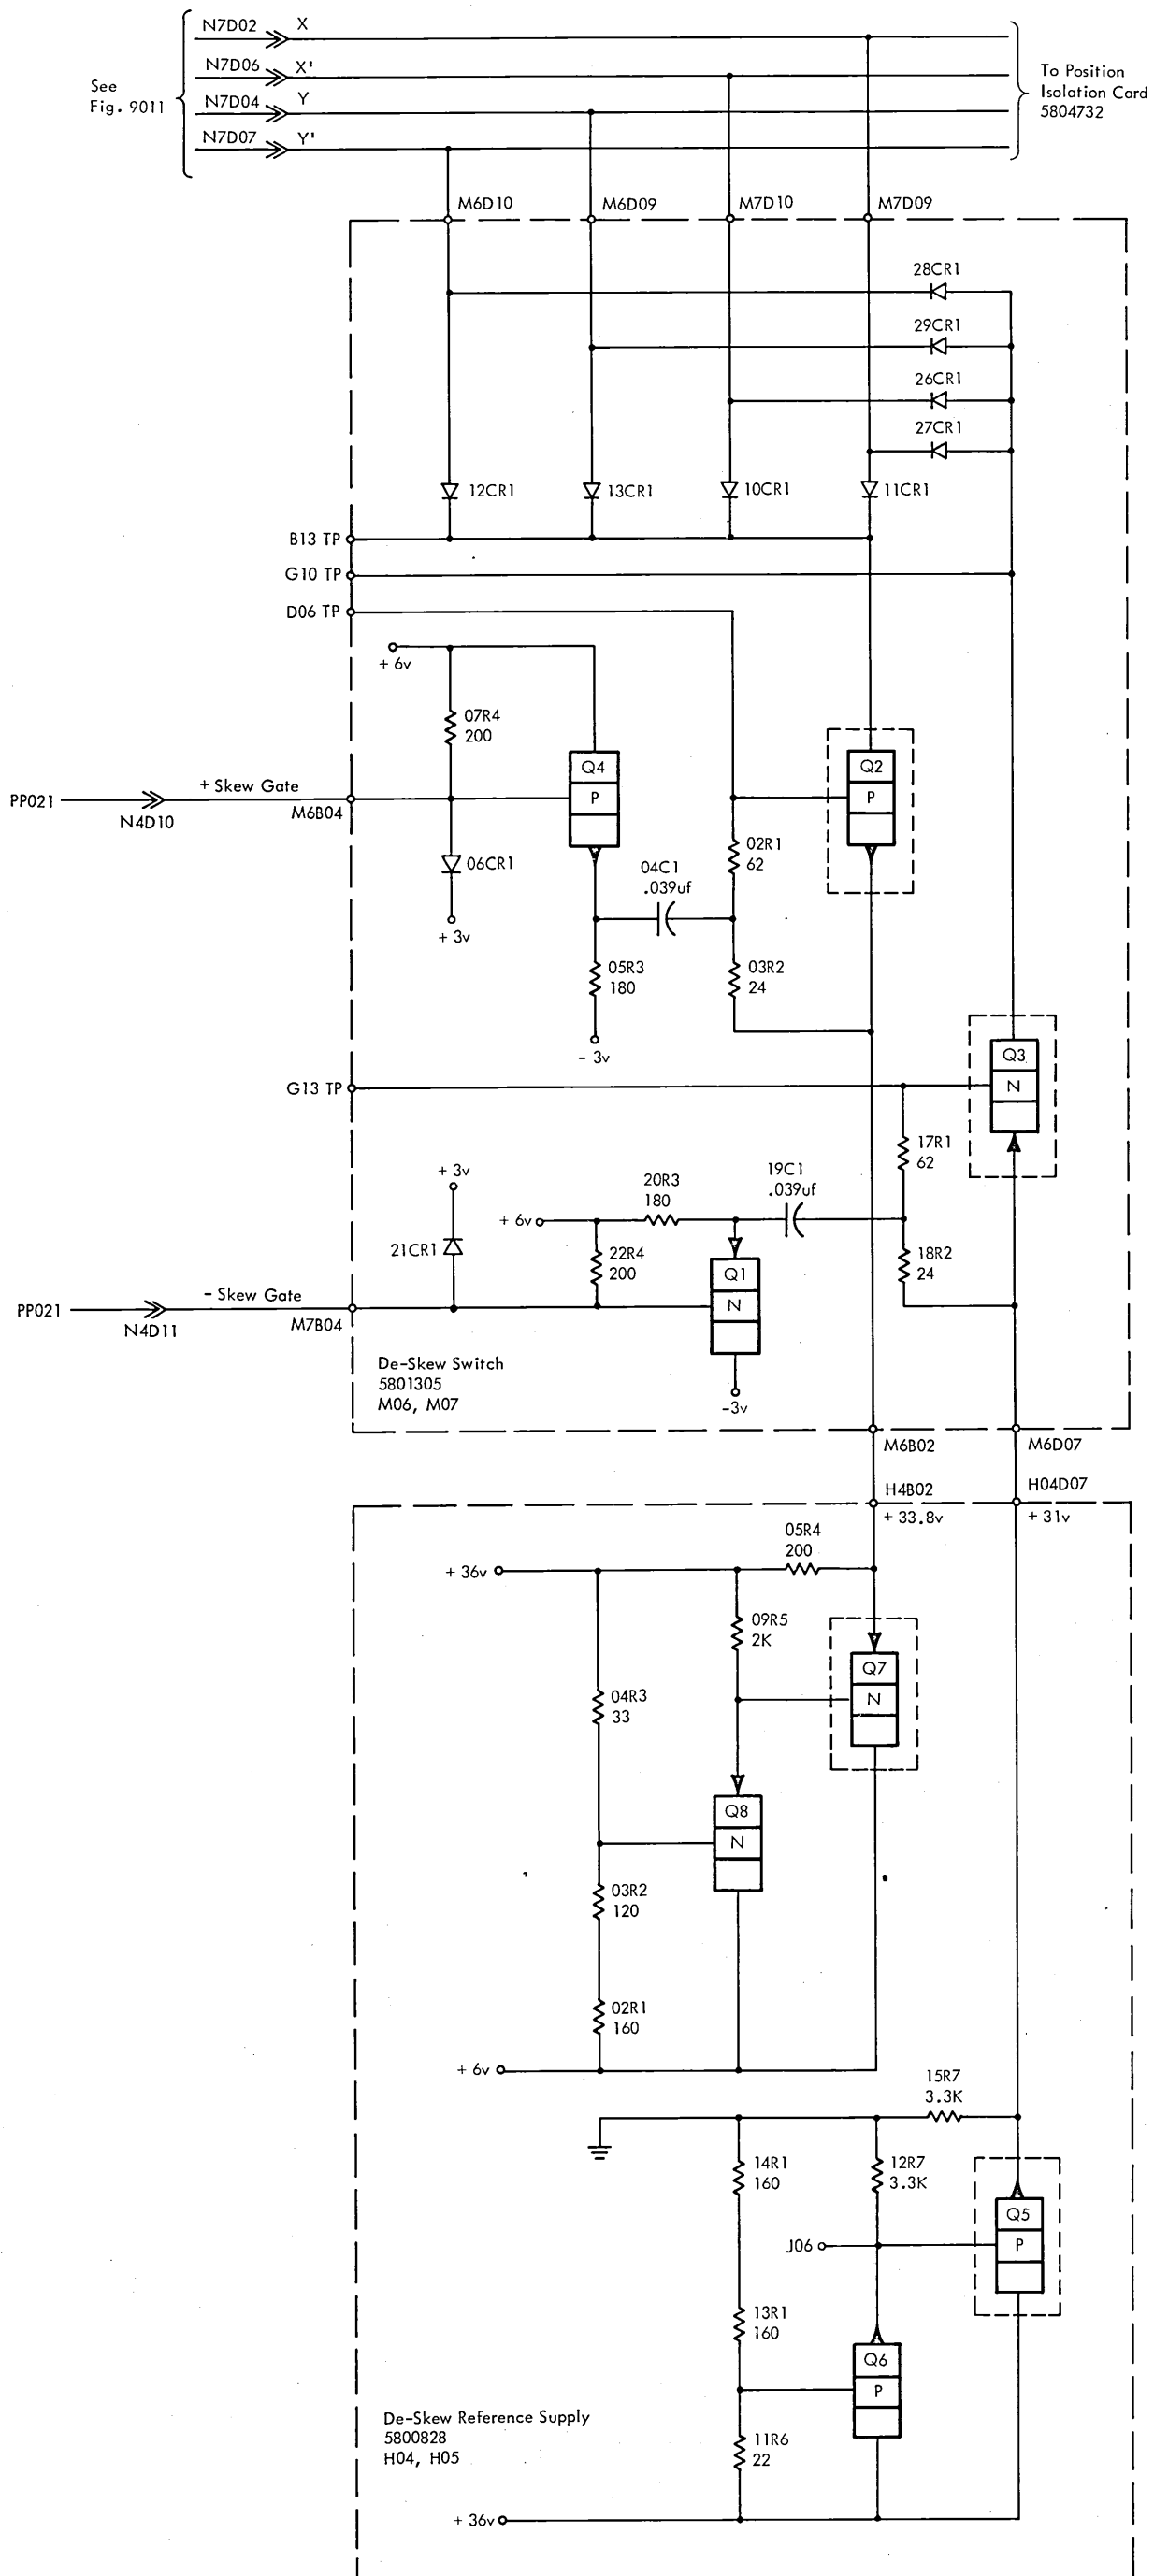 N7D02
X
N7D06
X'
See
Fig. 9011
N7D04
Y
N7D07
Y'
To Position
Isolation Card
5804732
M6D10
M6D09
M7D10
M7D09
28CR1
29CR1
26CR1
27CR1
12CR1
13CR1
10CR1
11CR1
B13 TP
G10 TP
D06 TP
+ 6v
07R4
200
Q4
P
Q2
P
PP021
N4D10
+ Skew Gate
M6B04
06CR1
+ 3v
04C1
.039uf
02R1
62
05R3
180
03R2
24
- 3v
G13 TP
Q3
N
17R1
62
+ 3v
20R3
180
19C1
.039uf
+ 6v
21CR1
22R4
200
Q1
N
18R2
24
PP021
N4D11
- Skew Gate
M7B04
De-Skew Switch
5801305
M06, M07
-3v
M6B02
M6D07
H4B02
+ 33.8v
H04D07
+ 31v
05R4
200
+ 36v
09R5
2K
Q7
N
04R3
33
Q8
N
03R2
120
02R1
160
+ 6v
15R7
3.3K
14R1
160
12R7
3.3K
Q5
P
J06
13R1
160
Q6
P
De-Skew Reference Supply
5800828
H04, H05
11R6
22
+ 36v